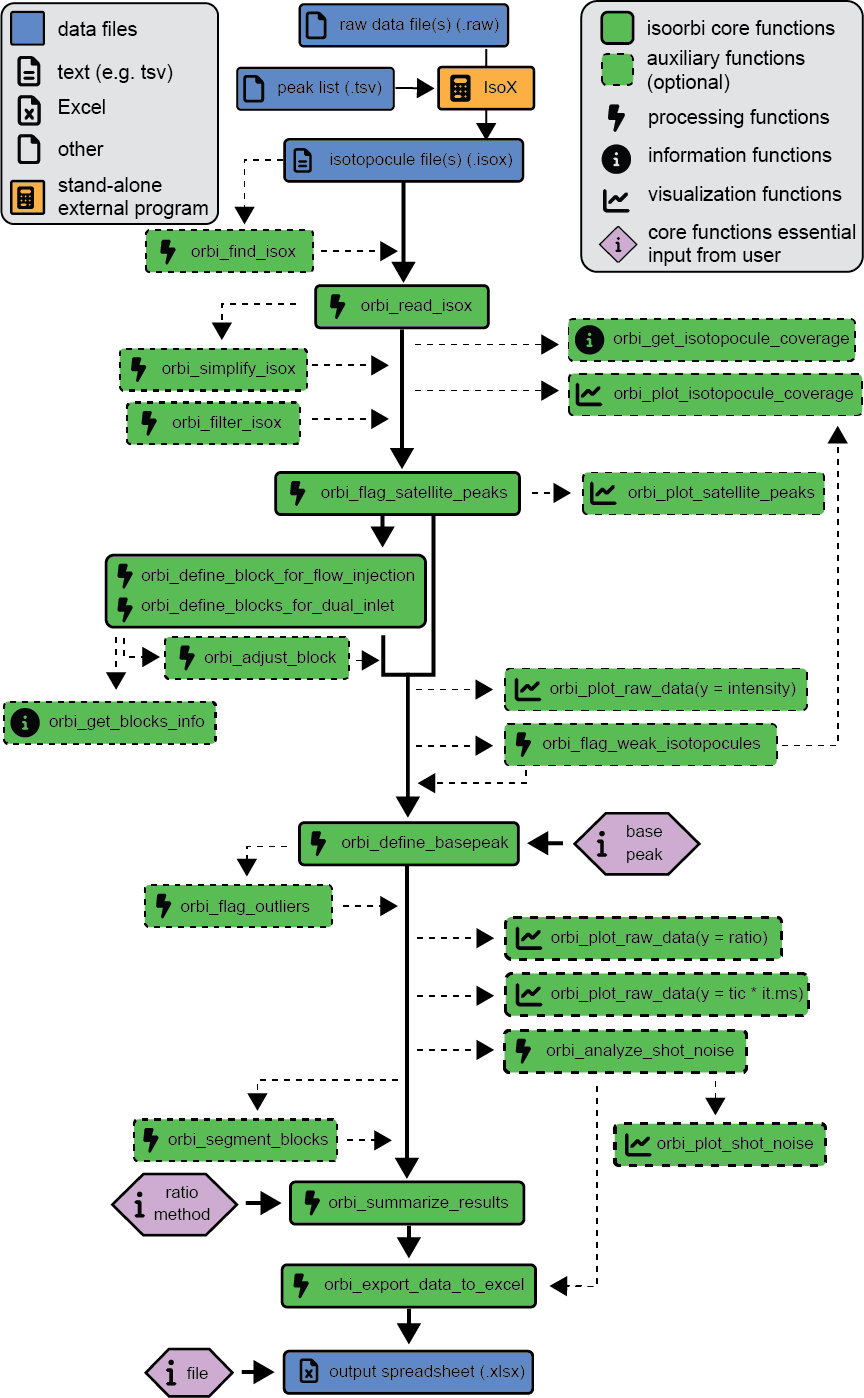 data files
text (e.g. tsv)
Excel
other
stand-alone
external program
raw data file(s) (.raw)
peak list (.tsv)
IsoX
isotopocule file(s) (.isox)
isoorbi core functions
auxiliary functions
(optional)
processing functions
information functions
visualization functions
core functions essential
input from user
orbi_find_isox
orbi_read_isox
orbi_simplify_isox
orbi_filter_isox
orbi_get_isotopocule_coverage
orbi_plot_isotopocule_coverage
orbi_flag_satellite_peaks
orbi_plot_satellite_peaks
orbi_define_block_for_flow_injection
orbi_define_blocks_for_dual_inlet
orbi_adjust_block
orbi_get_blocks_info
orbi_plot_raw_data(y = intensity)
orbi_flag_weak_isotopocules
orbi_define_basepeak
base
peak
orbi_flag_outliers
orbi_plot_raw_data(y = ratio)
orbi_plot_raw_data(y = tic * it.ms)
orbi_analyze_shot_noise
orbi_segment_blocks
orbi_plot_shot_noise
ratio
method
orbi_summarize_results
orbi_export_data_to_excel
file
output spreadsheet (.xlsx)